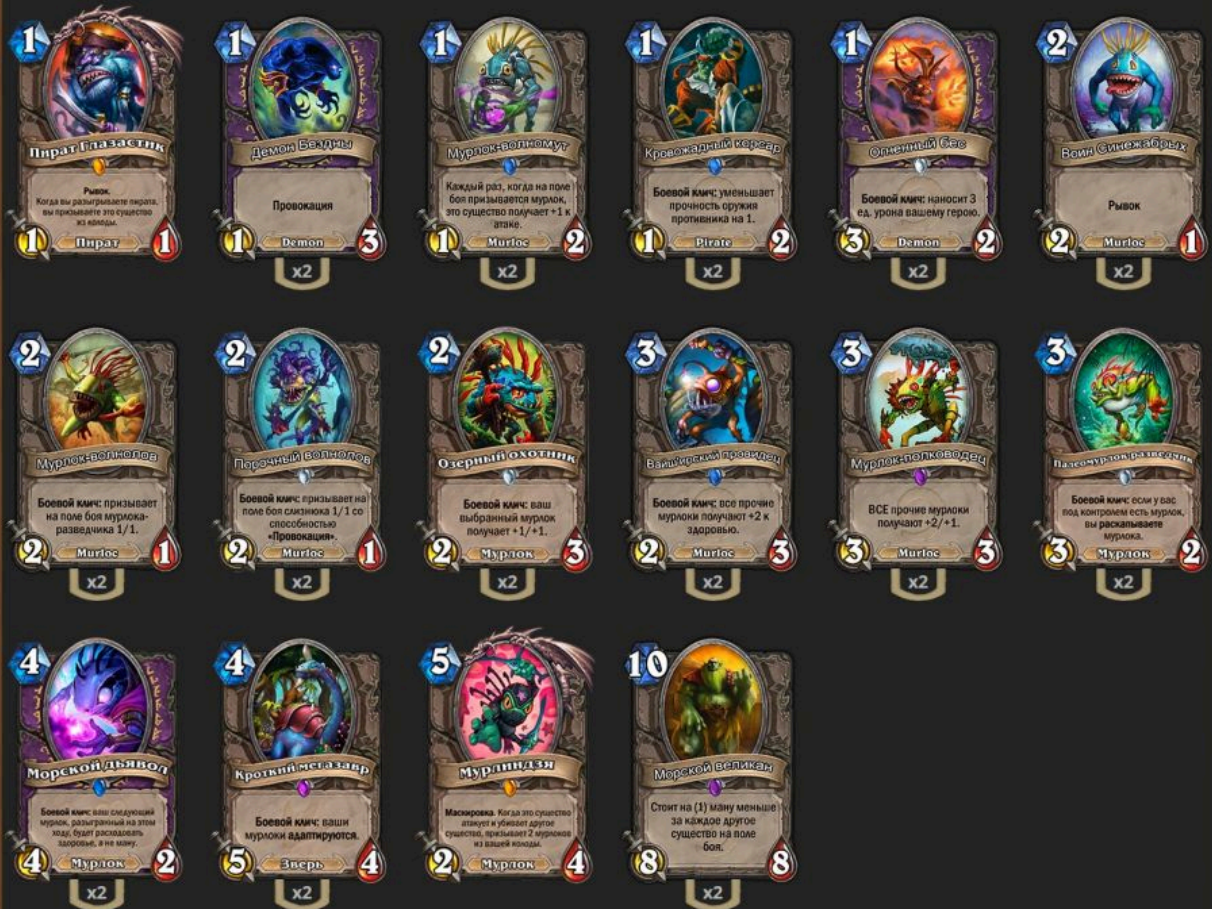 1
Пират Глазастик
Рывок.
Когда вы разыгрываете пирата,
вы призываете это существо
из колоды.
1
Пират
1
1
Демон Бездны
Провокация
1
Demon
3
x2
1
Мурлок-волномут
Каждый раз, когда на поле
боя призывается мурлок,
это существо получает +1 к
атаке.
1
Murloc
2
x2
1
Кровожадный корсар
Боевой клич: уменьшает
прочность оружия
противника на 1.
1
Pirate
2
x2
1
Огненный бес
Боевой клич: наносит 3
ед. урона вашему герою.
3
Demon
2
x2
2
Воин Синежабрых
Рывок
2
Murloc
1
x2
2
Мурлок-волнолов
Боевой клич: призывает
на поле боя мурлока-
разведчика 1/1.
2
Murloc
1
x2
2
Порочный волнолов
Боевой клич: призывает на
поле боя слизнюка 1/1 со
способностью
«Провокация».
2
Murloc
1
x2
2
Озерный охотник
Боевой клич: ваш
выбранный мурлок
получает +1/+1.
2
Мурлок
3
x2
3
Вайш'ирский провидец
Боевой клич: все прочие
мурлоки получают +2 к
здоровью.
2
Murloc
3
x2
3
Мурлок-полководец
ВСЕ прочие мурлоки
получают +2/+1.
3
Murloc
3
x2
3
Палеомурлок разведчик
Боевой клич: если у вас
под контролем есть мурлок,
вы раскапываете
мурлока.
3
Мурлок
2
x2
4
Морской дьявол
Боевой клич: ваш следующий
мурлок, разыгранный на этом
ходу, будет расходовать
здоровье, а не ману.
4
Мурлок
2
x2
4
Кроткий мегазавр
Боевой клич: ваши
мурлоки адаптируются.
5
Зверь
4
x2
5
Мурлиндзя
Маскировка. Когда это существо
атакует и убивает другое
существо, призывает 2 мурлоков
из вашей колоды.
2
Мурлок
4
10
Морской великан
Стоит на (1) ману меньше
за каждое другое
существо на поле
боя.
8
8
x2